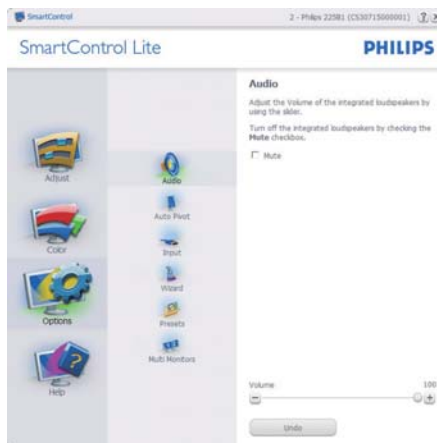 SmartControl
2 - Philips 225B1 (CS30715000001)
SmartControl Lite
PHILIPS
Adjust
Color
Options
Help
Audio
Auto Pivot
Input
Wizard
Presets
Multi Monitors
Audio
Adjust the Volume of the integrated loudspeakers by
using the slider.
Turn off the integrated loudspeakers by checking the
Mute checkbox.
Mute
Volume
100
Undo